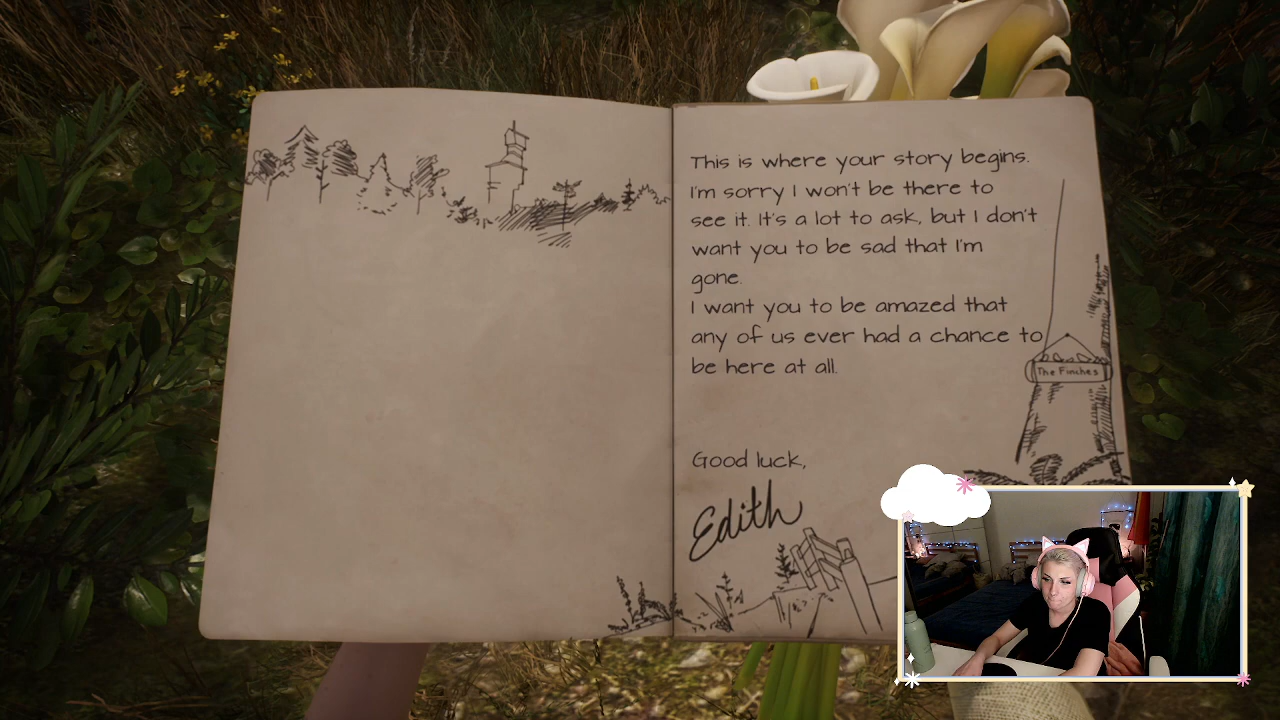 This is where your story begins.
I'm sorry I won't be there to
see it. It's a lot to ask, but I don't
want you to be sad that I'm
gone.
I want you to be amazed that
any of us ever had a chance to
be here at all.
The Finches
Good luck,
Edith